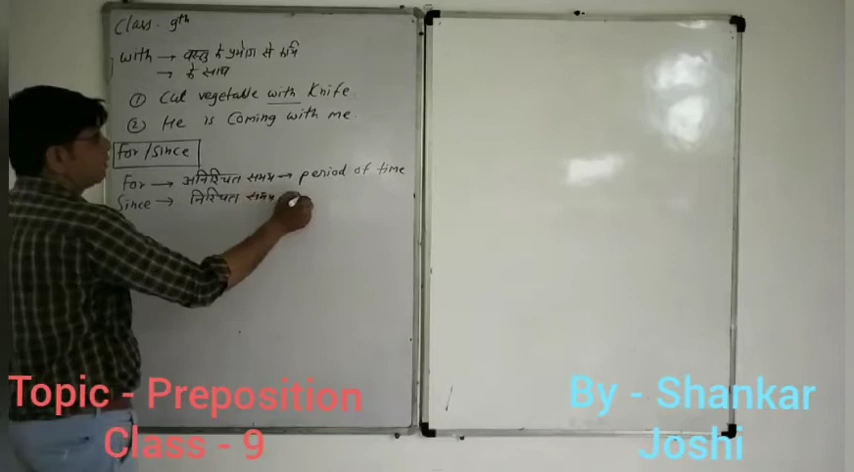 Class. 9th
with → वस्तु के प्रयोग से क्रि
→ के साथ
① Cut vegetable with Knife.
② He is Coming with me.
For/Since
For → अनिश्चित समय → period of time
Since → निश्चित समय
Topic - Preposition
Class - 9
By - Shankar
Joshi